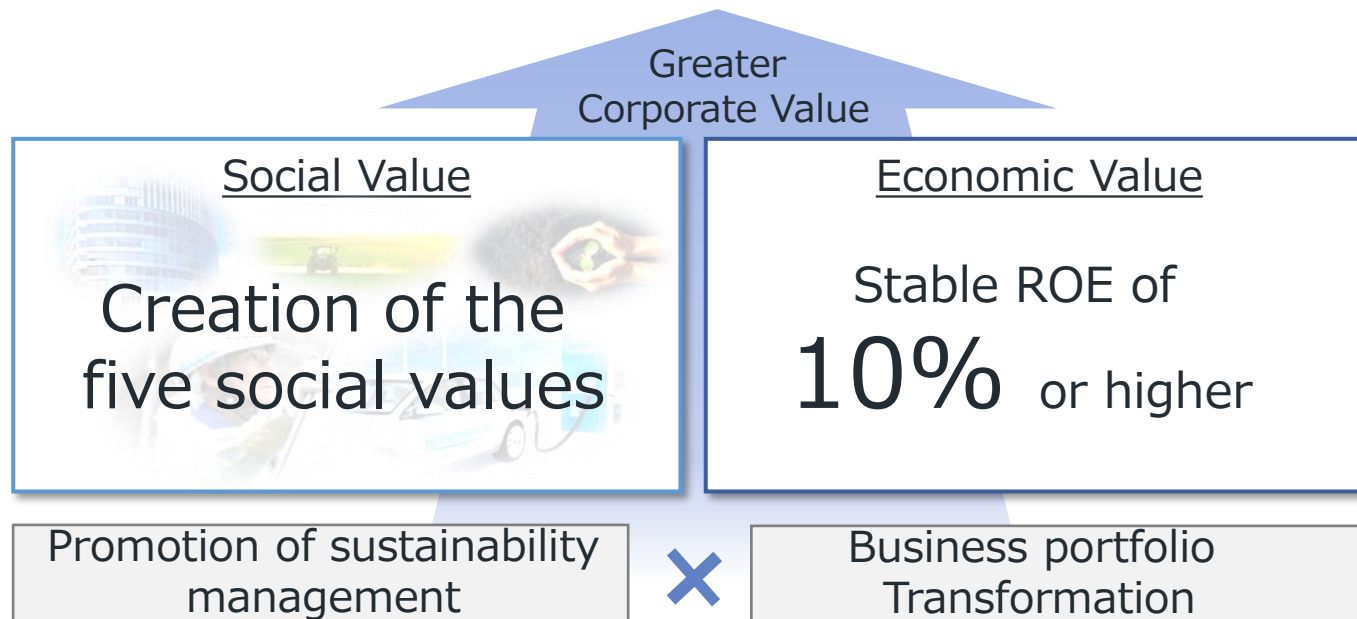 Greater
Corporate Value
Social Value
Creation of the
five social values
Economic Value
Stable ROE of
10% or higher
Promotion of sustainability
management
×
Business portfolio
Transformation